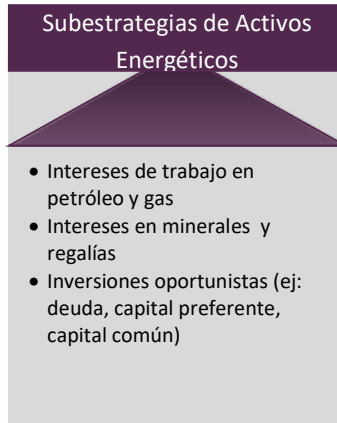 Subestrategias de Activos
Energéticos
• Intereses de trabajo en
petróleo y gas
• Intereses en minerales y
regalías
• Inversiones oportunistas (ej:
deuda, capital preferente,
capital común)